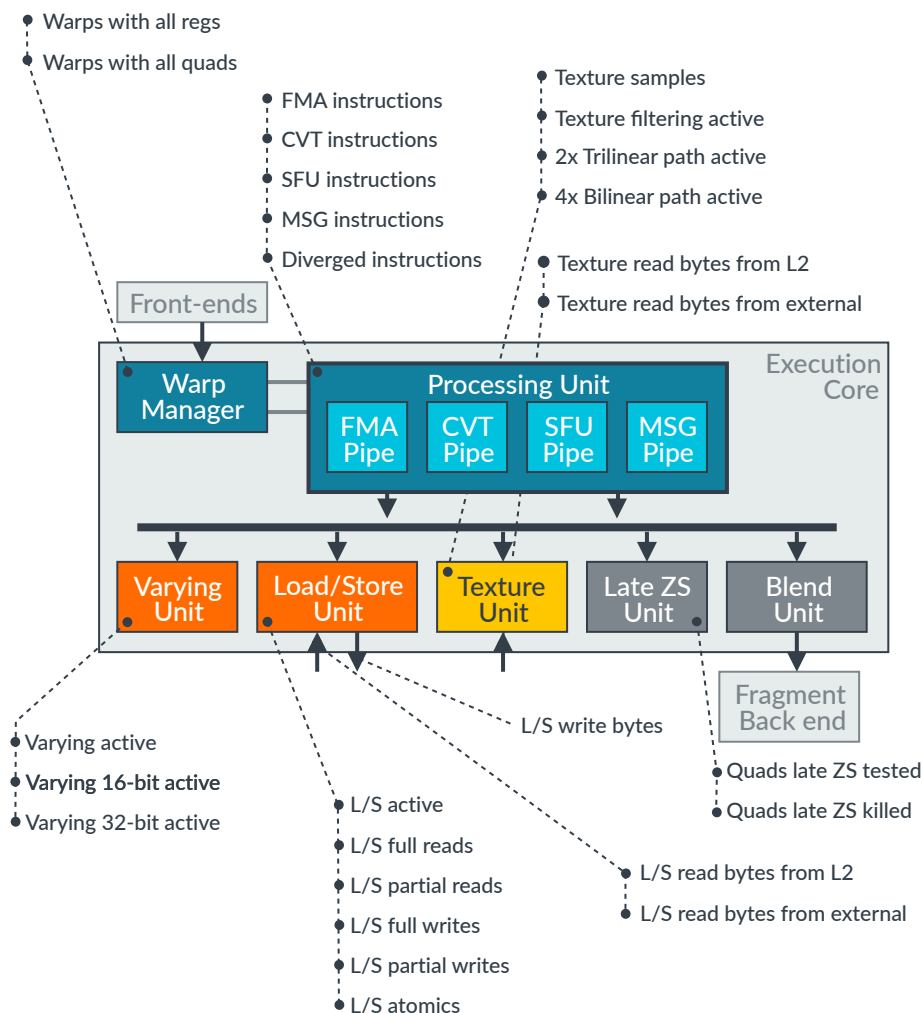 Warps with all regs
Warps with all quads
FMA instructions
CVT instructions
SFU instructions
MSG instructions
Diverged instructions
Texture samples
Texture filtering active
2x Trilinear path active
4x Bilinear path active
Texture read bytes from L2
Texture read bytes from external
Front-ends
Execution
Core
Warp
Manager
Processing Unit
FMA
Pipe
CVT
Pipe
SFU
Pipe
MSG
Pipe
Varying
Unit
Load/Store
Unit
Texture
Unit
Late ZS
Unit
Blend
Unit
Fragment
Back end
Varying active
Varying 16-bit active
Varying 32-bit active
L/S write bytes
Quads late ZS tested
Quads late ZS killed
L/S active
L/S full reads
L/S partial reads
L/S full writes
L/S partial writes
L/S atomics
L/S read bytes from L2
L/S read bytes from external